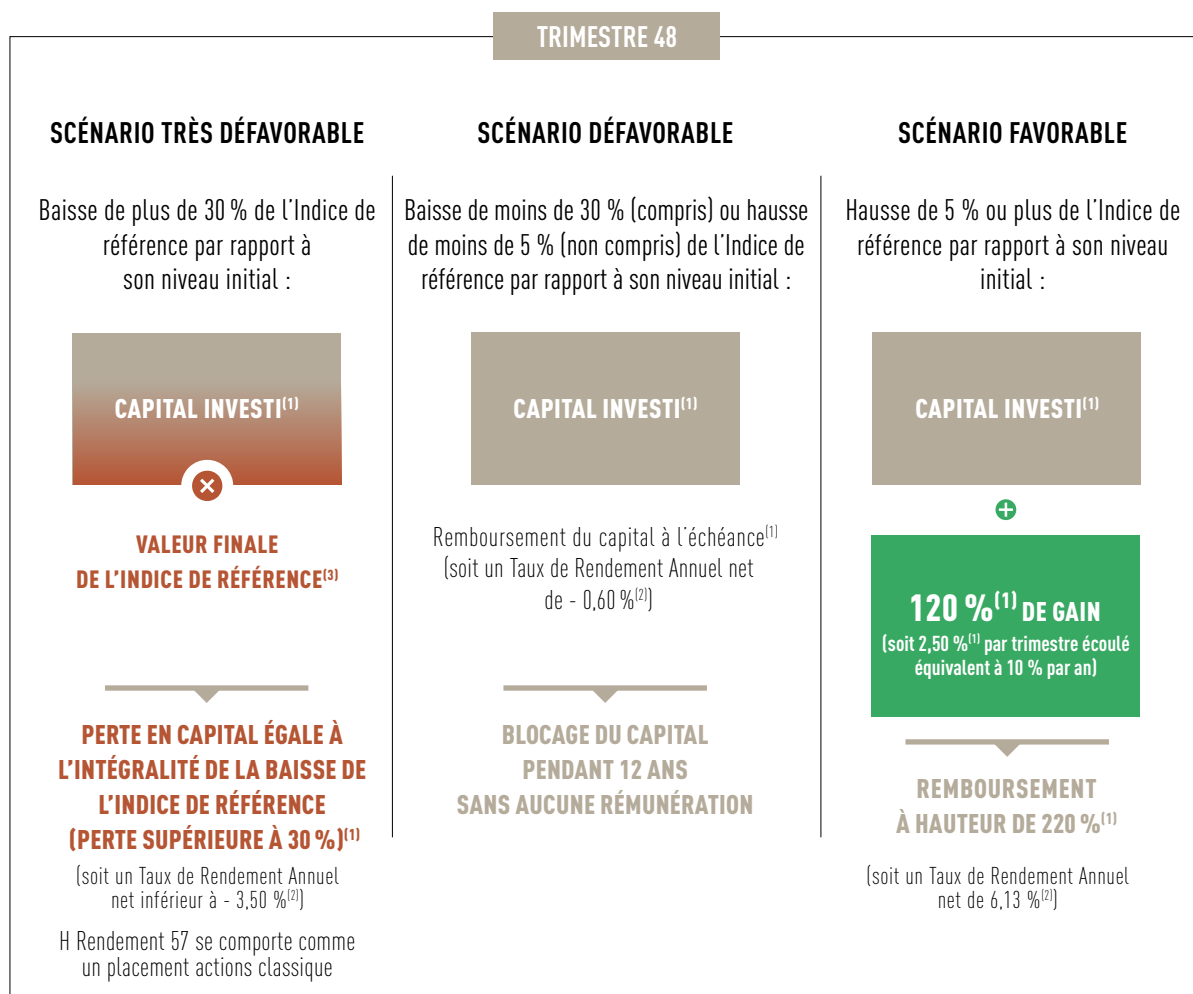 TRIMESTRE 48
SCÉNARIO TRÈS DÉFAVORABLE
Baisse de plus de 30 % de l'Indice de
référence par rapport à
son niveau initial :
CAPITAL INVESTI(1)
VALEUR FINALE
DE L'INDICE DE RÉFÉRENCE(3)
PERTE EN CAPITAL ÉGALE À
L'INTÉGRALITÉ DE LA BAISSE DE
L'INDICE DE RÉFÉRENCE
(PERTE SUPÉRIEURE À 30 %)(1)
(soit un Taux de Rendement Annuel
net inférieur à - 3,50 %(2))
H Rendement 57 se comporte comme
un placement actions classique
SCÉNARIO DÉFAVORABLE
Baisse de moins de 30 % (compris) ou hausse
de moins de 5 % (non compris) de l'Indice de
référence par rapport à son niveau initial :
CAPITAL INVESTI(1)
Remboursement du capital à l'échéance(1)
(soit un Taux de Rendement Annuel net
de - 0,60 %(2))
BLOCAGE DU CAPITAL
PENDANT 12 ANS
SANS AUCUNE RÉMUNÉRATION
SCÉNARIO FAVORABLE
Hausse de 5 % ou plus de l'Indice de
référence par rapport à son niveau
initial :
CAPITAL INVESTI(1)
120 %(1) DE GAIN
(soit 2,50 %(1) par trimestre écoulé
équivalent à 10 % par an)
REMBOURSEMENT
À HAUTEUR DE 220 %(1)
(soit un Taux de Rendement Annuel
net de 6,13 %(2))